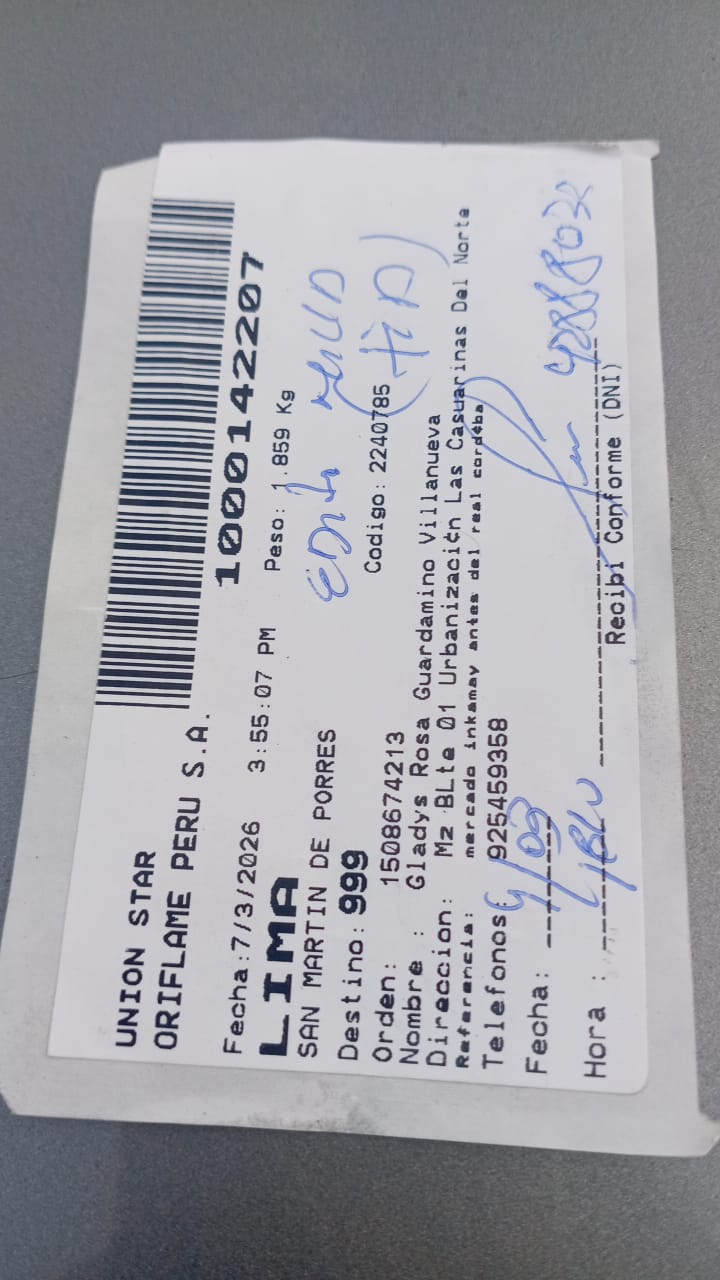 UNION STAR
ORIFLAME PERU S.A.
1000142207
Fecha:7/3/2026 3:55:07 PM Peso: 1.859 Kg
LIMA
SAN MARTIN DE PORRES
Destino: 999
Orden: 1508674213 Codigo: 2240785
Nombre : Gladys Rosa Guardamino Villanueva
Direccion: Mz BLte 01 Urbanización Las Casuarinas Del Norte
Referencia: mercado inkamay antes del real cordoba
Telefonos: 925459358
Fecha:
Hora :
Recibi Conforme (DNI)
(tia)